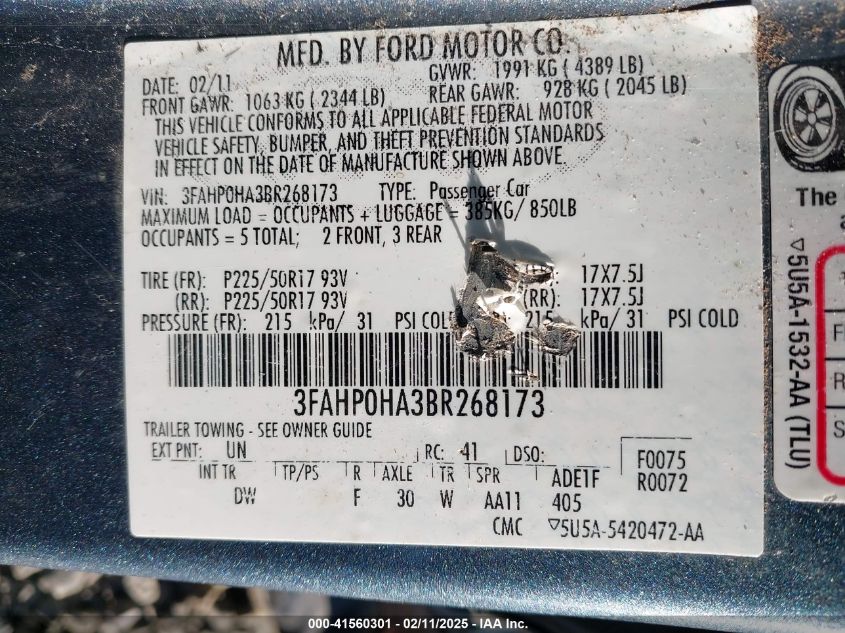 MFD. BY FORD MOTOR CO.
DATE: 02/11 GVWR: 1991 KG ( 4389 LB)
FRONT GAWR: 1063 KG ( 2344 LB) REAR GAWR: 928 KG ( 2045 LB)
THIS VEHICLE CONFORMS TO ALL APPLICABLE FEDERAL MOTOR
VEHICLE SAFETY, BUMPER, AND THEFT PREVENTION STANDARDS
IN EFFECT ON THE DATE OF MANUFACTURE SHOWN ABOVE.
VIN: 3FAHP0HA3BR268173 TYPE: Passenger Car
MAXIMUM LOAD = OCCUPANTS + LUGGAGE = 385KG/ 850LB
OCCUPANTS = 5 TOTAL; 2 FRONT, 3 REAR
TIRE (FR): P225/50R17 93V 17X7.5J
(RR): P225/50R17 93V (RR): 17X7.5J
PRESSURE (FR): 215 kPa/ 31 PSI COLD 215 kPa/ 31 PSI COLD
3FAHP0HA3BR268173
TRAILER TOWING - SEE OWNER GUIDE
EXT PNT: UN RC: 41 DSO: F0075
INT TR TP/PS R AXLE TR SPR ADE1F R0072
DW F 30 W AA11 405
CMC ▽5U5A-5420472-AA
The
▽5U5A-1532-AA (TLU)
000-41560301 - 02/11/2025 - IAA Inc.